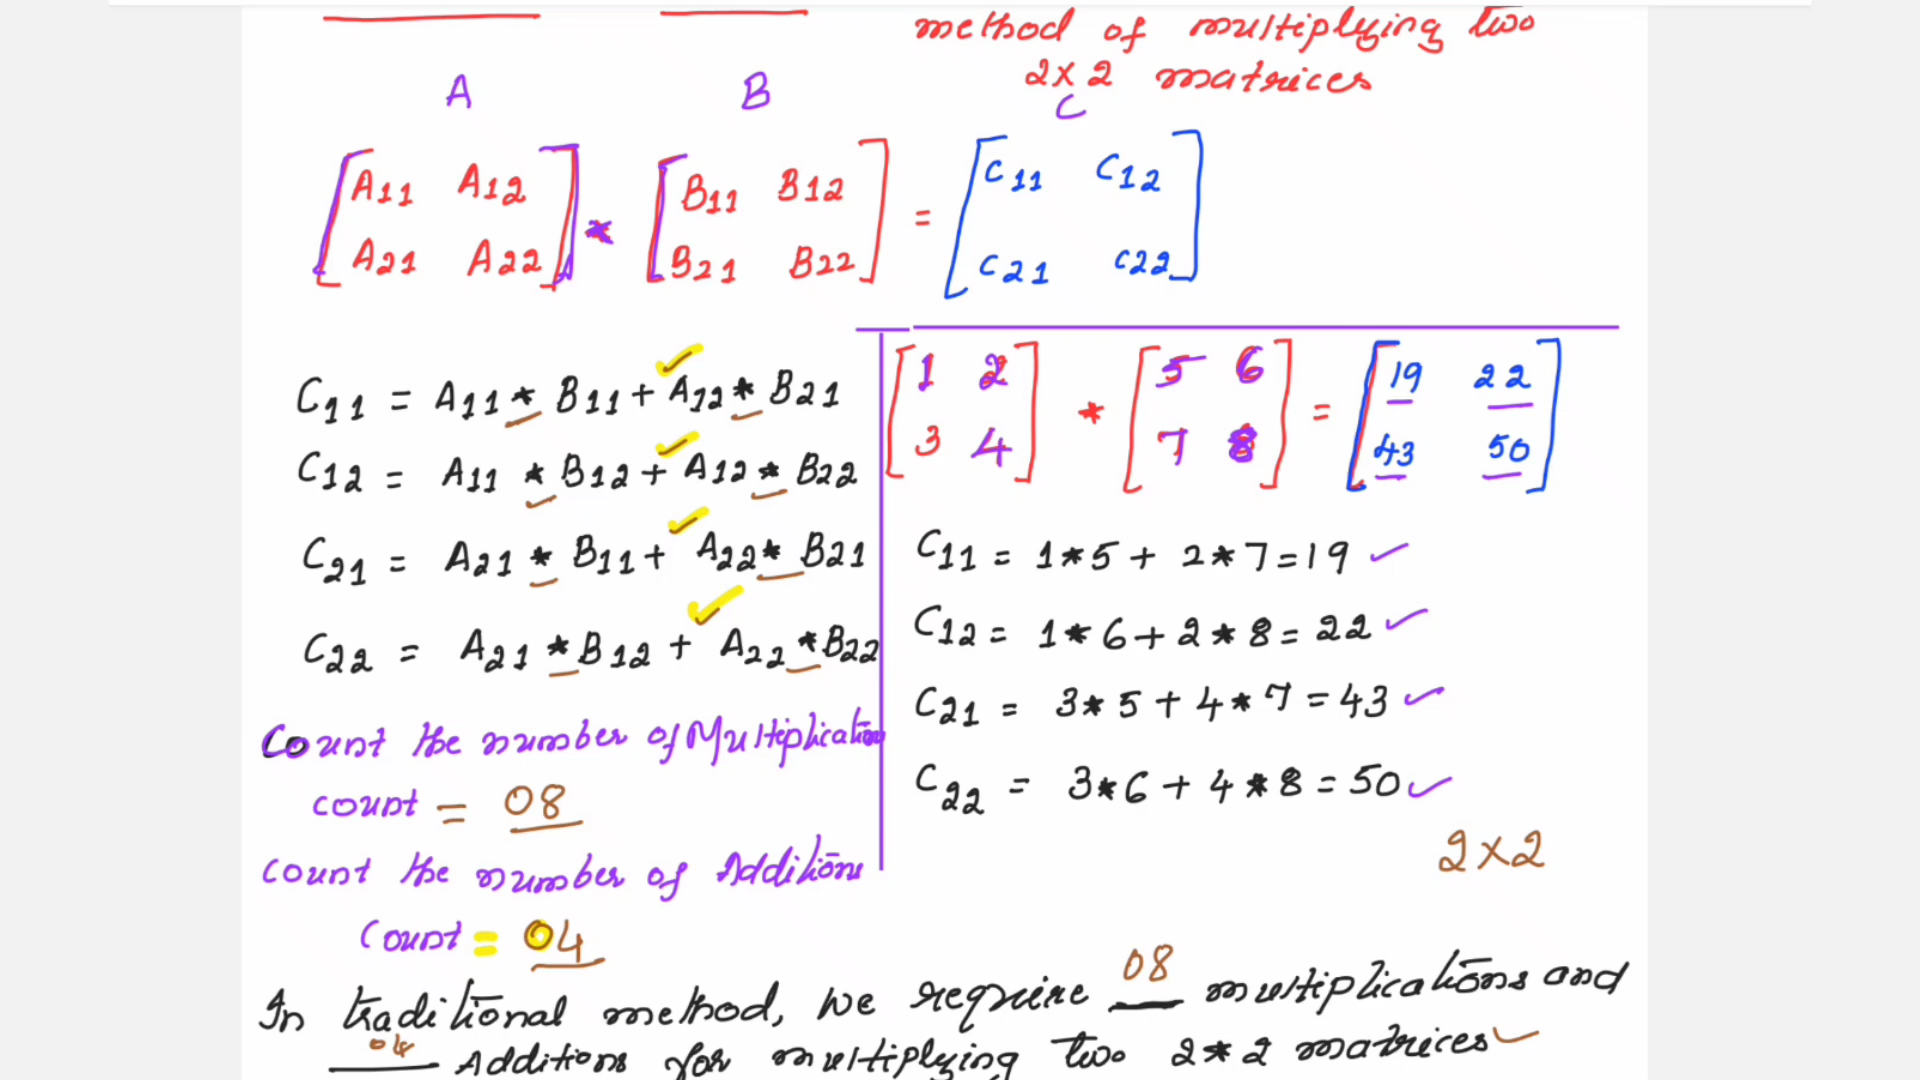 method of multiplying two
2x2 matrices
A B C
A11 A12 * B11 B12 = C11 C12
A21 A22 B21 B22 C21 C22
C11 = A11 * B11 + A12 * B21
C12 = A11 * B12 + A12 * B22
C21 = A21 * B11 + A22 * B21
C22 = A21 * B12 + A22 * B22
Count the number of Multiplication
count = 08
count the number of Additions
Count = 04
1 2 * 5 6 = 19 22
3 4 7 8 43 50
C11 = 1*5 + 2*7 = 19
C12 = 1*6 + 2*8 = 22
C21 = 3*5 + 4*7 = 43
C22 = 3*6 + 4*8 = 50
2x2
In traditional method, we require 08 multiplications and
04 Additions for multiplying two 2*2 matrices